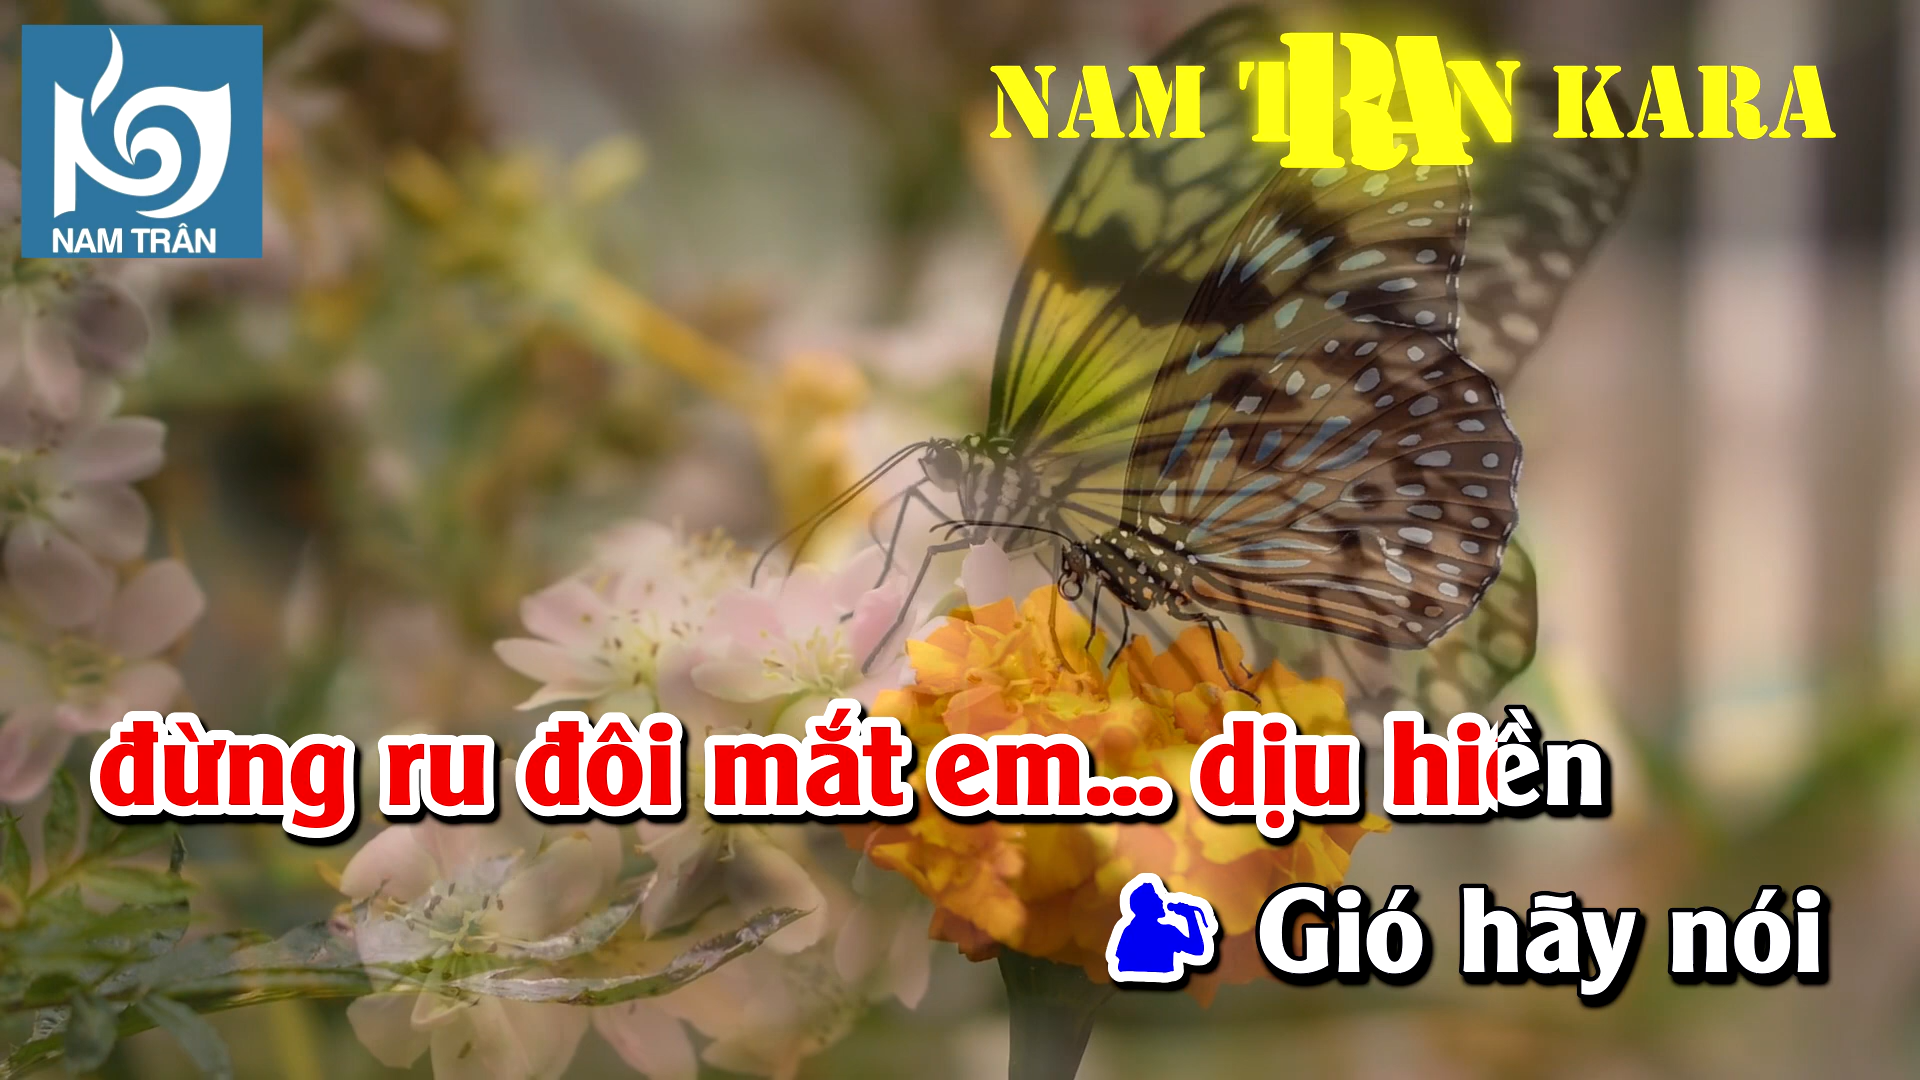 NAM TRÂN
NAM TRAN KARA
đừng ru đôi mắt em... dịu hiền
Gió hãy nói